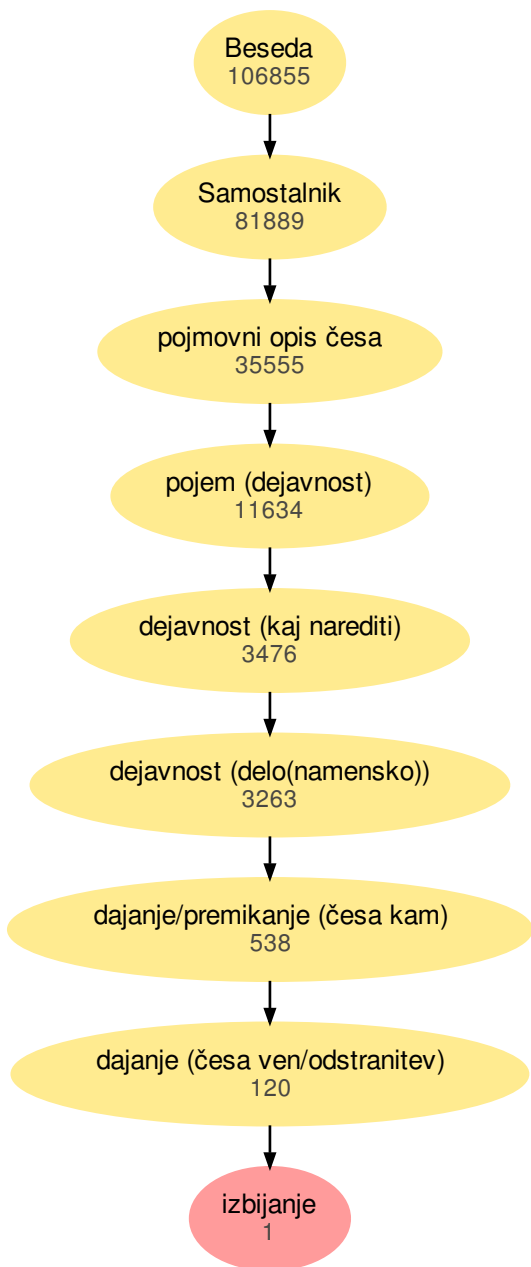 Beseda
106855
Samostalnik
81889
pojmovni opis česa
35555
pojem (dejavnost)
11634
dejavnost (kaj narediti)
3476
dejavnost (delo(namensko))
3263
dajanje/premikanje (česa kam)
538
dajanje (česa ven/odstranitev)
120
izbijanje
1